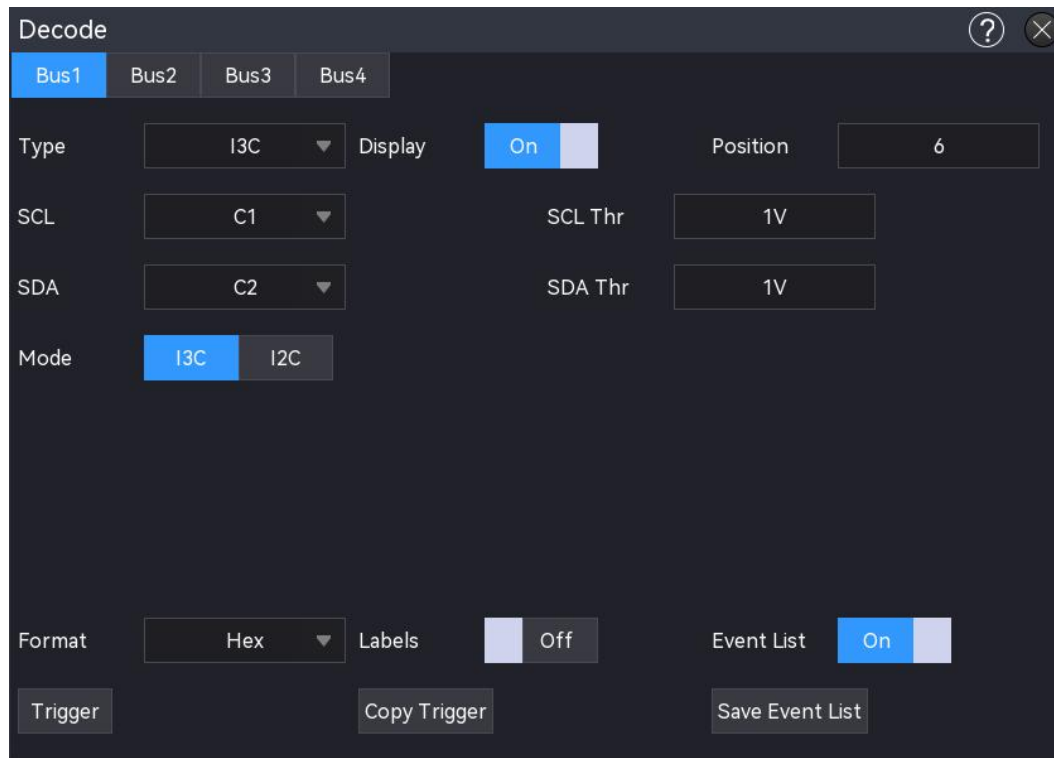 Decode ?
Bus1 Bus2 Bus3 Bus4
Type I3C Display On Position 6
SCL C1 SCL Thr 1V
SDA C2 SDA Thr 1V
Mode I3C I2C
Format Hex Labels Off Event List On
Trigger Copy Trigger Save Event List